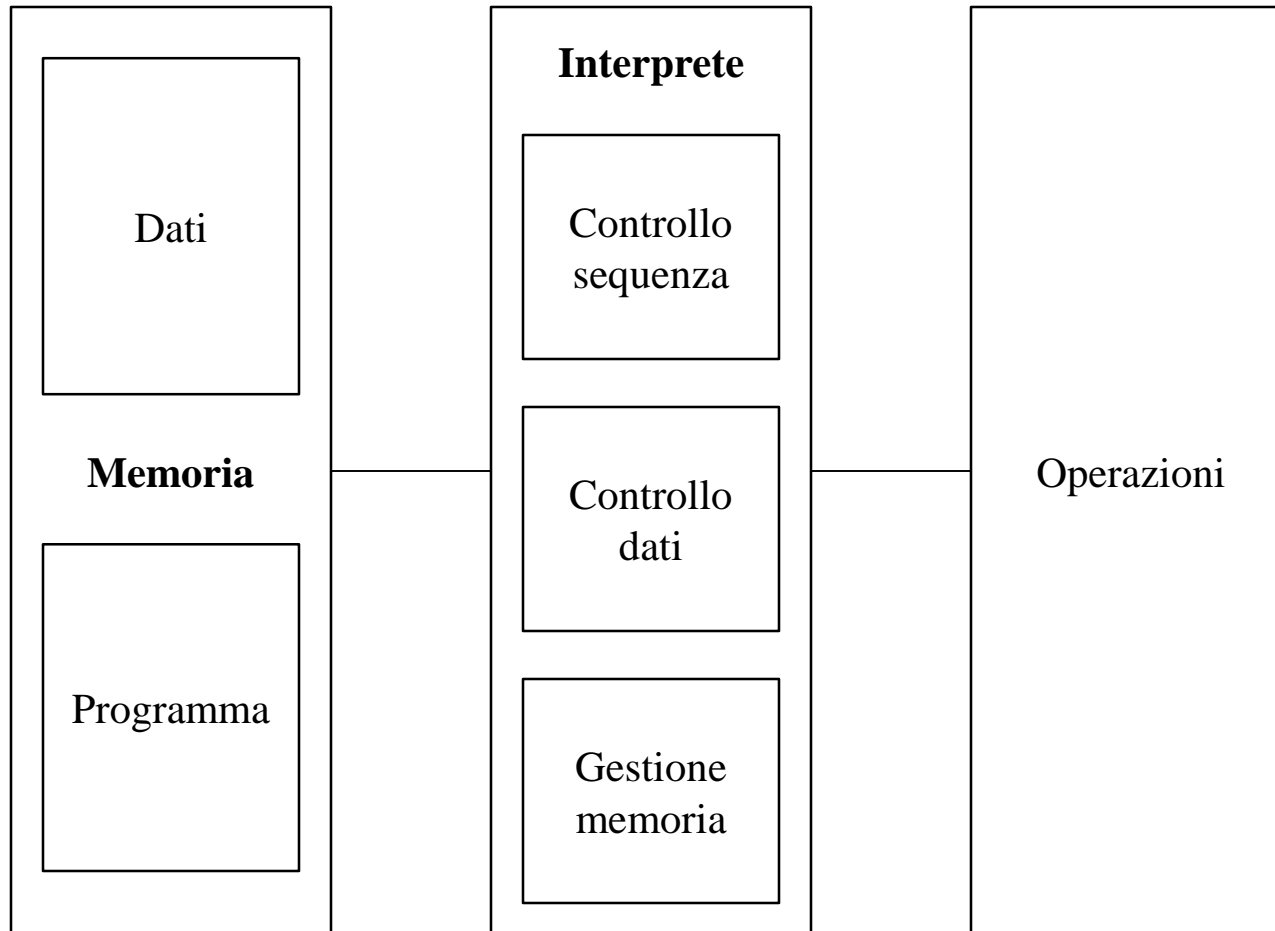 Dati
Memoria
Programma
Interprete
Controllo
sequenza
Controllo
dati
Gestione
memoria
Operazioni